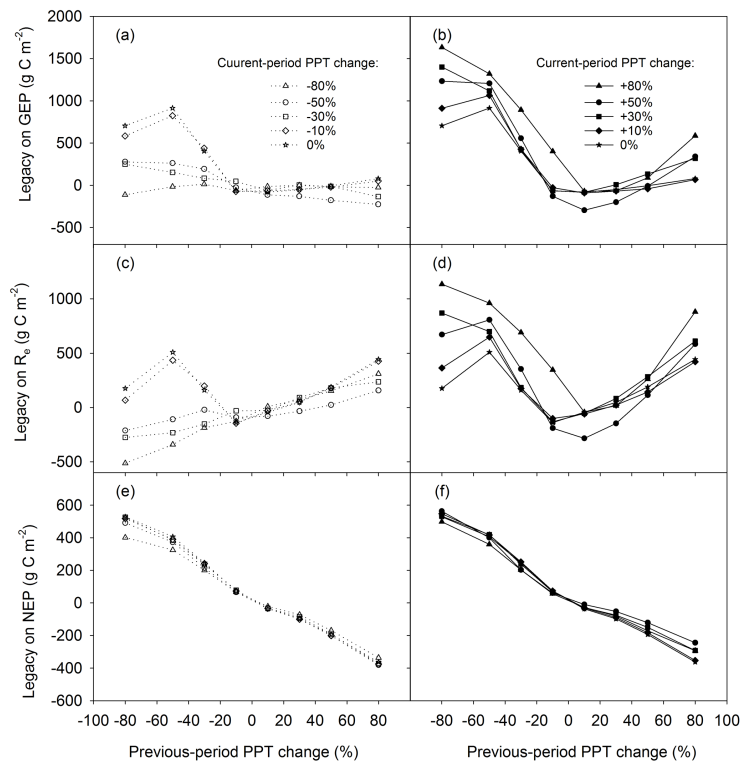 (a)
Cuurent-period PPT change:
-80%
-50%
-30%
-10%
0%
(b)
Current-period PPT change:
+80%
+50%
+30%
+10%
0%
Legacy on GEP (g C m-2)
2000
1500
1000
500
0
-500
(c)
(d)
Legacy on Re (g C m-2)
1000
500
0
-500
(e)
(f)
Legacy on NEP (g C m-2)
600
400
200
0
-200
-400
-600
-100 -80 -60 -40 -20 0 20 40 60 80
-80 -60 -40 -20 0 20 40 60 80 100
Previous-period PPT change (%)
Previous-period PPT change (%)